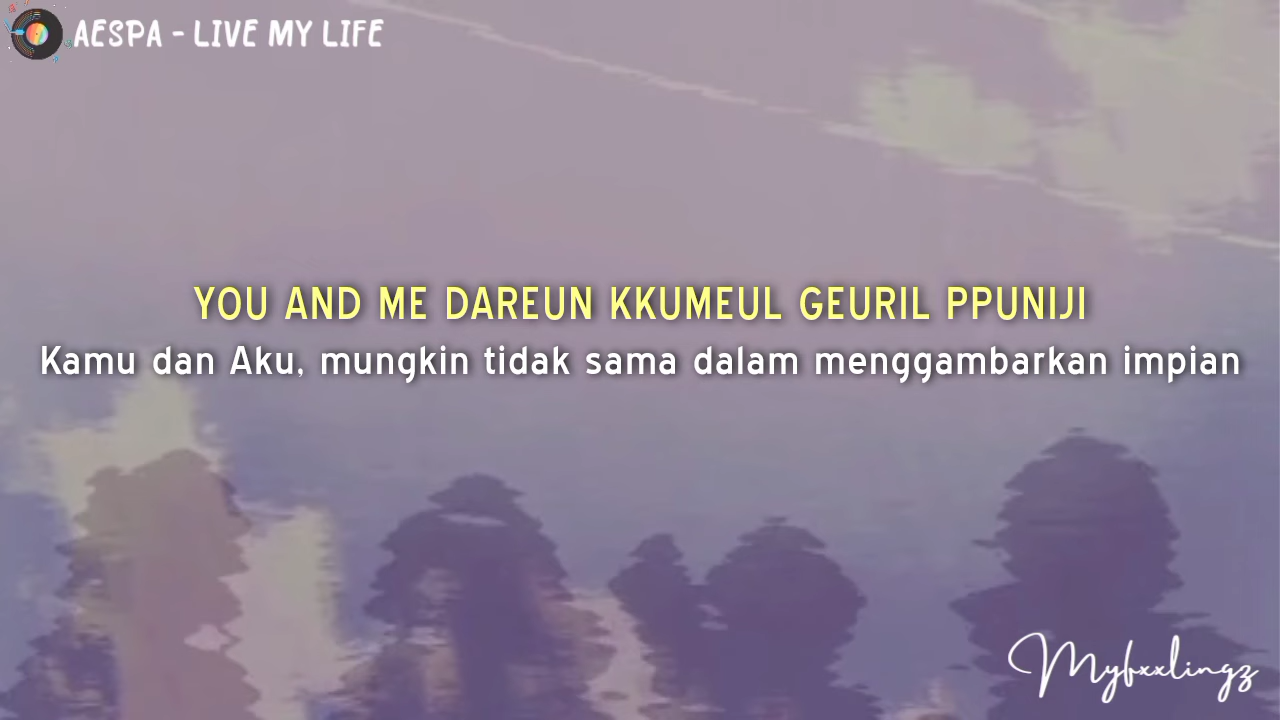 AESPA - LIVE MY LIFE
YOU AND ME DAREUN KKUMEUL GEURIL PPUNIJI
Kamu dan Aku, mungkin tidak sama dalam menggambarkan impian
Myfxxlingz